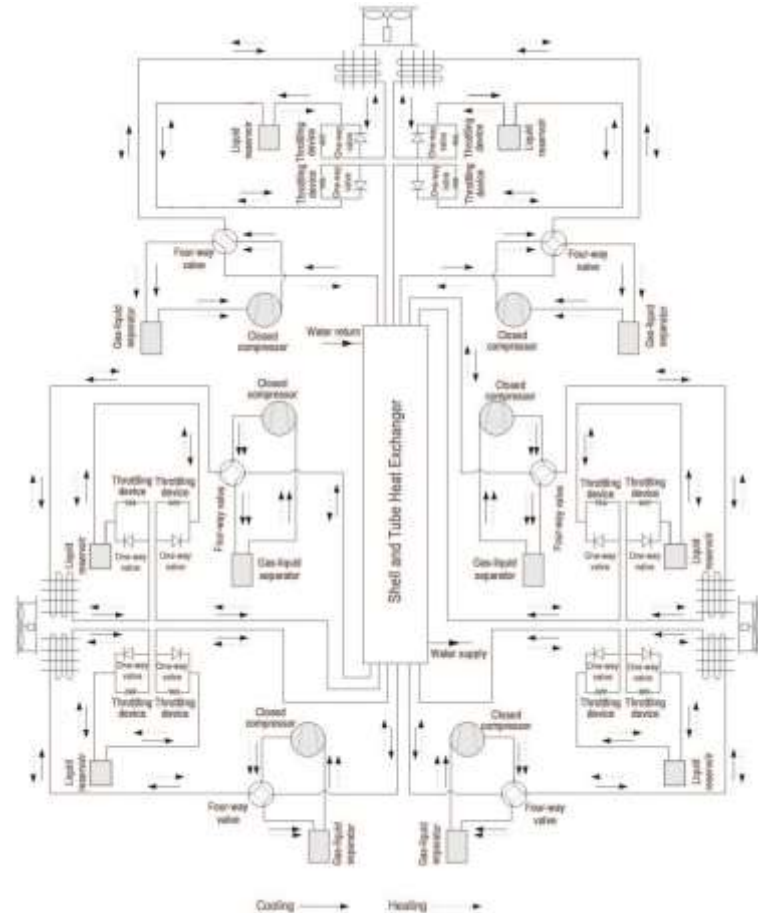 Liquid
reservoir
Throttling
device
One-way
valve
One-way
valve
Throttling
device
Liquid
reservoir
Throttling
device
One-way
valve
One-way
valve
Throttling
device
Four-way
valve
Four-way
valve
Gas-liquid
separator
Closed
compressor
Water return
Closed
compressor
Gas-liquid
separator
Closed
compressor
Closed
compressor
Shell and Tube Heat Exchanger
Throttling
device
Throttling
device
Four-way valve
Four-way valve
Throttling
device
Throttling
device
Liquid
reservoir
One-way
valve
One-way
valve
Gas-liquid
separator
Gas-liquid
separator
One-way
valve
One-way
valve
Liquid
reservoir
Water supply
One-way
valve
One-way
valve
One-way
valve
One-way
valve
Throttling
device
Throttling
device
Throttling
device
Throttling
device
Closed
compressor
Closed
compressor
Liquid
reservoir
Liquid
reservoir
Four-way
valve
Four-way
valve
Gas-liquid
separator
Gas-liquid
separator
Cooling
Heating